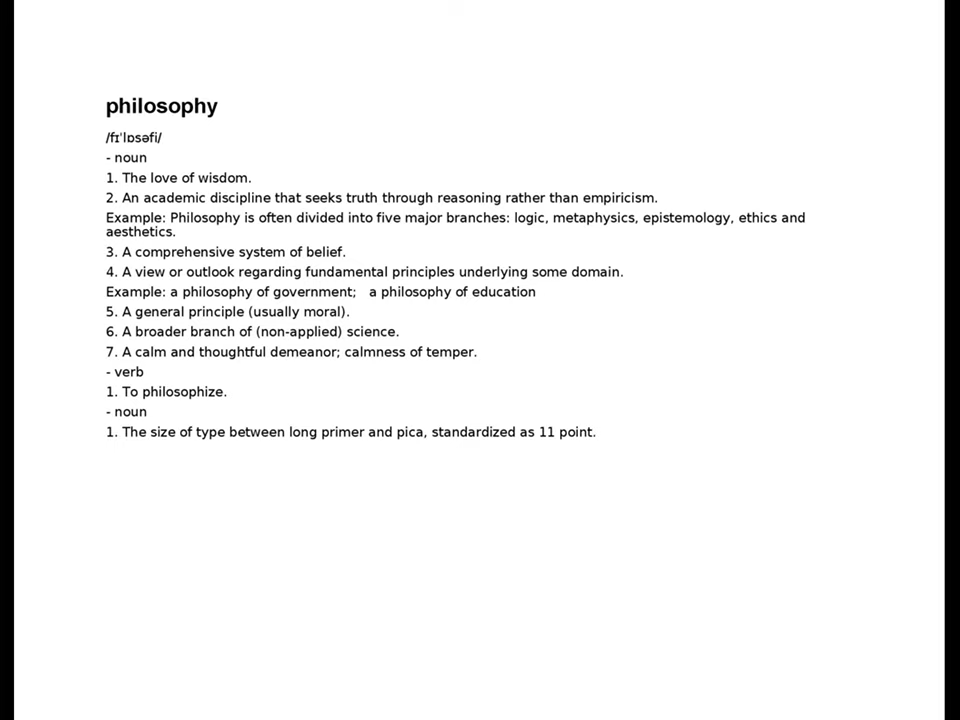 philosophy
/fɪˈlɒsəfi/
- noun
1. The love of wisdom.
2. An academic discipline that seeks truth through reasoning rather than empiricism.
Example: Philosophy is often divided into five major branches: logic, metaphysics, epistemology, ethics and
aesthetics.
3. A comprehensive system of belief.
4. A view or outlook regarding fundamental principles underlying some domain.
Example: a philosophy of government;   a philosophy of education
5. A general principle (usually moral).
6. A broader branch of (non-applied) science.
7. A calm and thoughtful demeanor; calmness of temper.
- verb
1. To philosophize.
- noun
1. The size of type between long primer and pica, standardized as 11 point.